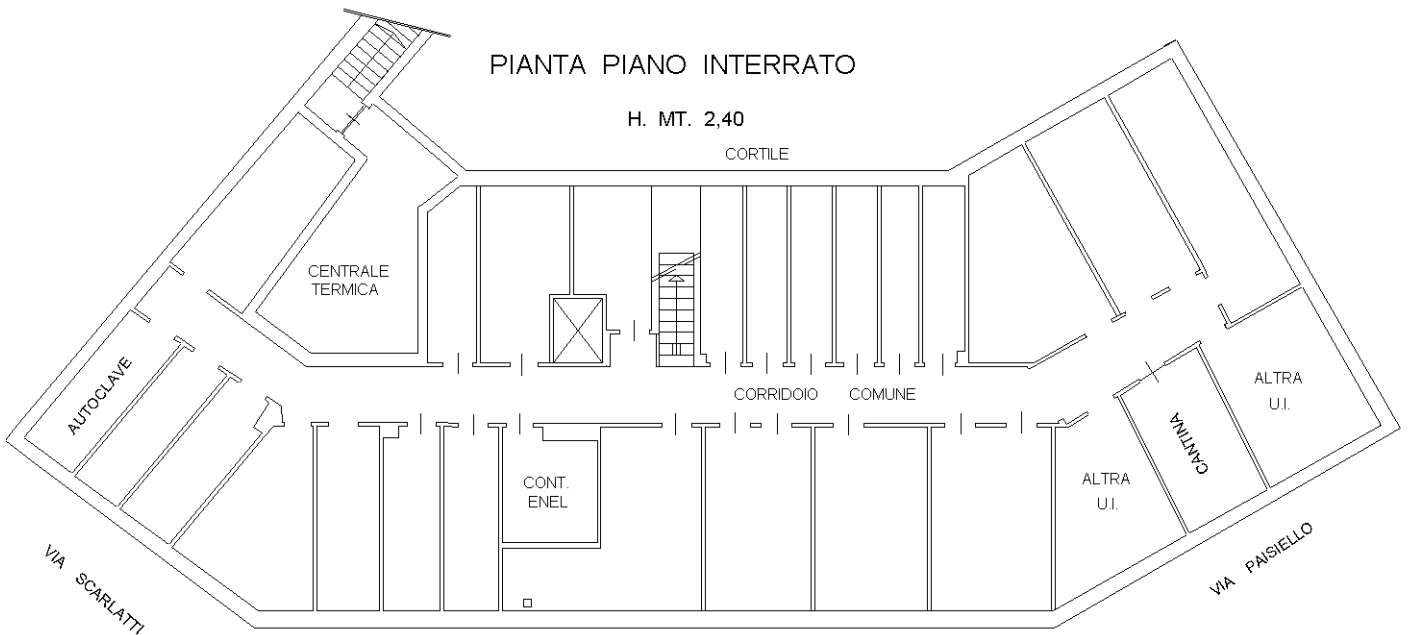 PIANTA PIANO INTERRATO
H. MT. 2,40
CORTILE
CENTRALE
TERMICA
AUTOCLAVE
CORRIDOIO COMUNE
ALTRA
U.I.
CANTINA
ALTRA
U.I.
CONT.
ENEL
VIA SCARLATTI
VIA PAISIELLO